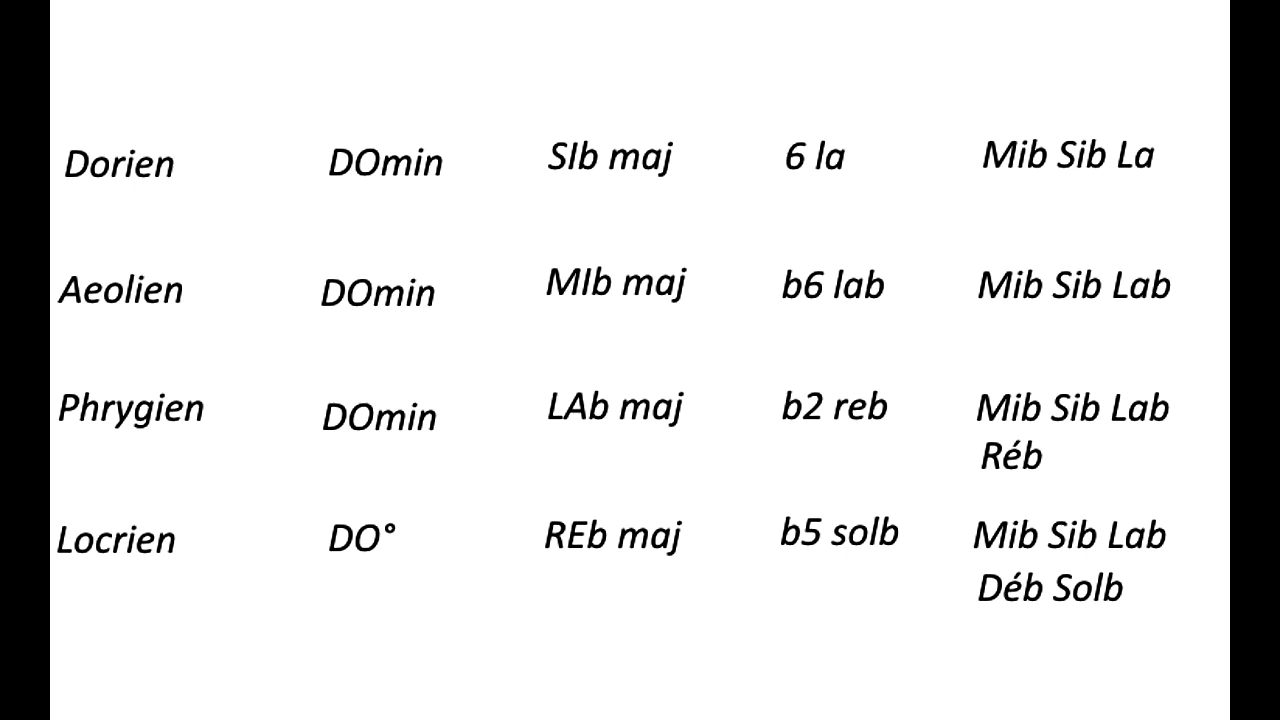 Dorien DOmin SIb maj 6 la Mib Sib La
Aeolien DOmin MIb maj b6 lab Mib Sib Lab
Phrygien DOmin LAb maj b2 reb Mib Sib Lab
Réb
Locrien DO° REb maj b5 solb Mib Sib Lab
Déb Solb